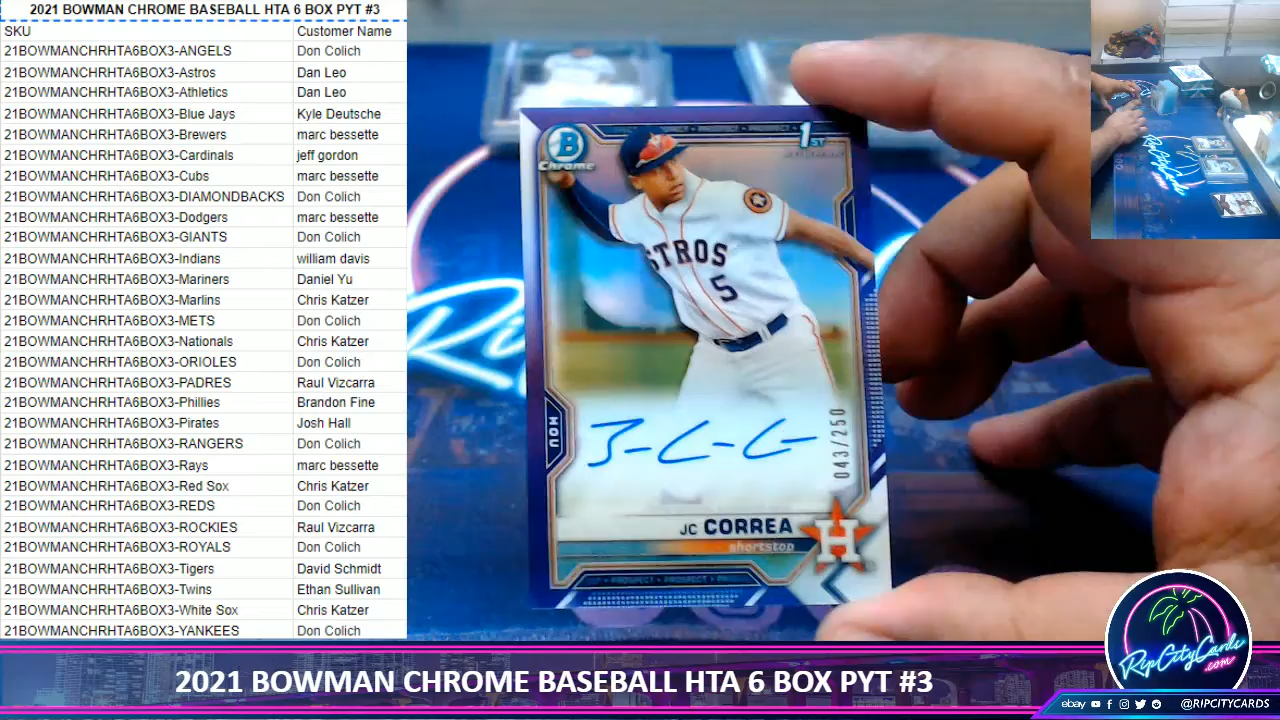 2021 BOWMAN CHROME BASEBALL HTA 6 BOX PYT #3
SKU Customer Name
21BOWMANCHRHTA6BOX3-ANGELS Don Colich
21BOWMANCHRHTA6BOX3-Astros Dan Leo
21BOWMANCHRHTA6BOX3-Athletics Dan Leo
21BOWMANCHRHTA6BOX3-Blue Jays Kyle Deutsche
21BOWMANCHRHTA6BOX3-Brewers marc bessette
21BOWMANCHRHTA6BOX3-Cardinals jeff gordon
21BOWMANCHRHTA6BOX3-Cubs marc bessette
21BOWMANCHRHTA6BOX3-DIAMONDBACKS Don Colich
21BOWMANCHRHTA6BOX3-Dodgers marc bessette
21BOWMANCHRHTA6BOX3-GIANTS Don Colich
21BOWMANCHRHTA6BOX3-Indians william davis
21BOWMANCHRHTA6BOX3-Mariners Daniel Yu
21BOWMANCHRHTA6BOX3-Marlins Chris Katzer
21BOWMANCHRHTA6BOX3-METS Don Colich
21BOWMANCHRHTA6BOX3-Nationals Chris Katzer
21BOWMANCHRHTA6BOX3-ORIOLES Don Colich
21BOWMANCHRHTA6BOX3-PADRES Raul Vizcarra
21BOWMANCHRHTA6BOX3-Phillies Brandon Fine
21BOWMANCHRHTA6BOX3-Pirates Josh Hall
21BOWMANCHRHTA6BOX3-RANGERS Don Colich
21BOWMANCHRHTA6BOX3-Rays marc bessette
21BOWMANCHRHTA6BOX3-Red Sox Chris Katzer
21BOWMANCHRHTA6BOX3-REDS Don Colich
21BOWMANCHRHTA6BOX3-ROCKIES Raul Vizcarra
21BOWMANCHRHTA6BOX3-ROYALS Don Colich
21BOWMANCHRHTA6BOX3-Tigers David Schmidt
21BOWMANCHRHTA6BOX3-Twins Ethan Sullivan
21BOWMANCHRHTA6BOX3-White Sox Chris Katzer
21BOWMANCHRHTA6BOX3-YANKEES Don Colich
B
Chrome
PROSPECT
1ST
STROS
5
HOU
043/250
JC CORREA
shortstop
H
PROSPECT • PROSPECT
RipCityCards
.com
2021 BOWMAN CHROME BASEBALL HTA 6 BOX PYT #3
ebay @RIPCITYCARDS